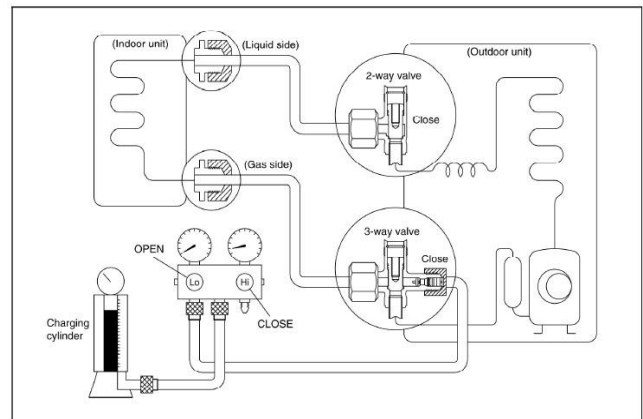 (Indoor unit)
(Liquid side)
(Outdoor unit)
2-way valve
Close
(Gas side)
3-way valve
Close
OPEN
Lo
Hi
CLOSE
Charging
cylinder